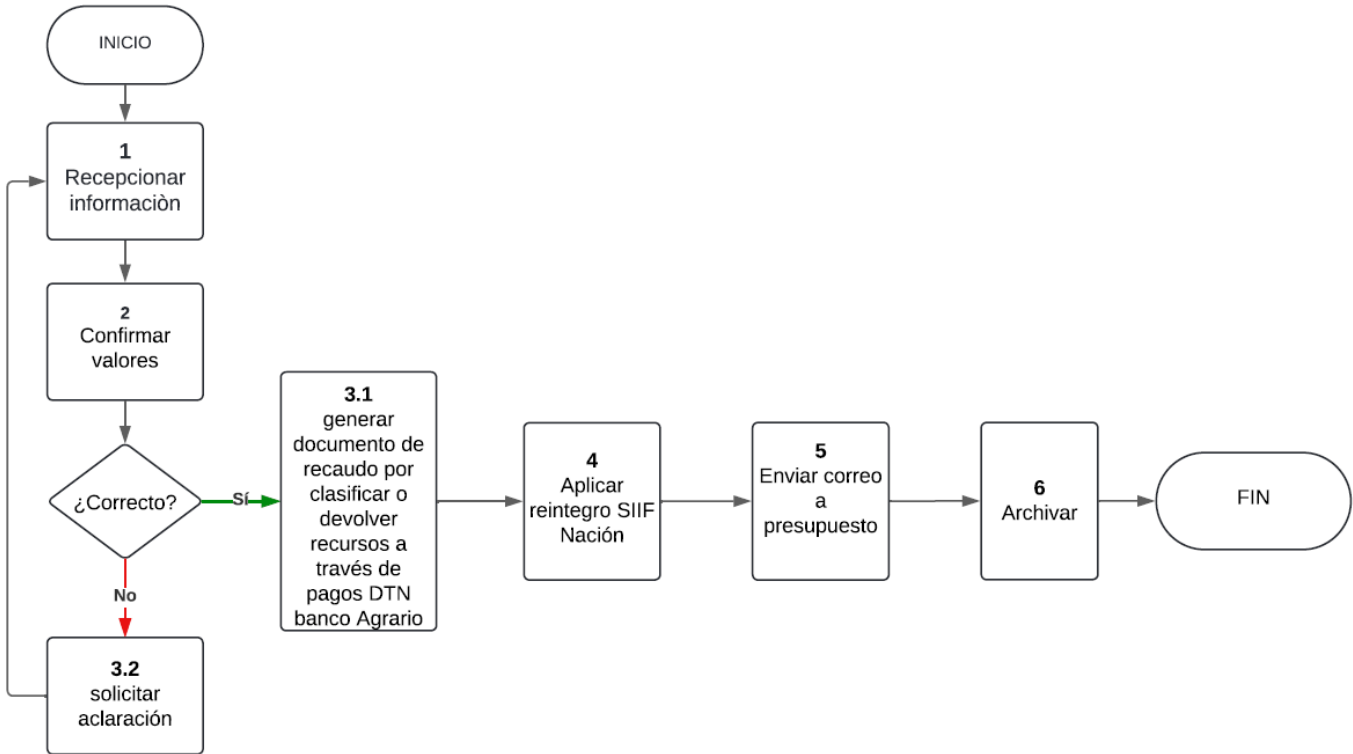 INICIO
1
Recepcionar
informaciòn
2
Confirmar
valores
¿Correcto?
Sí
No
3.1
generar
documento de
recaudo por
clasificar o
devolver
recursos a
través de
pagos DTN
banco Agrario
3.2
solicitar
aclaración
4
Aplicar
reintegro SIIF
Nación
5
Enviar correo
a
presupuesto
6
Archivar
FIN